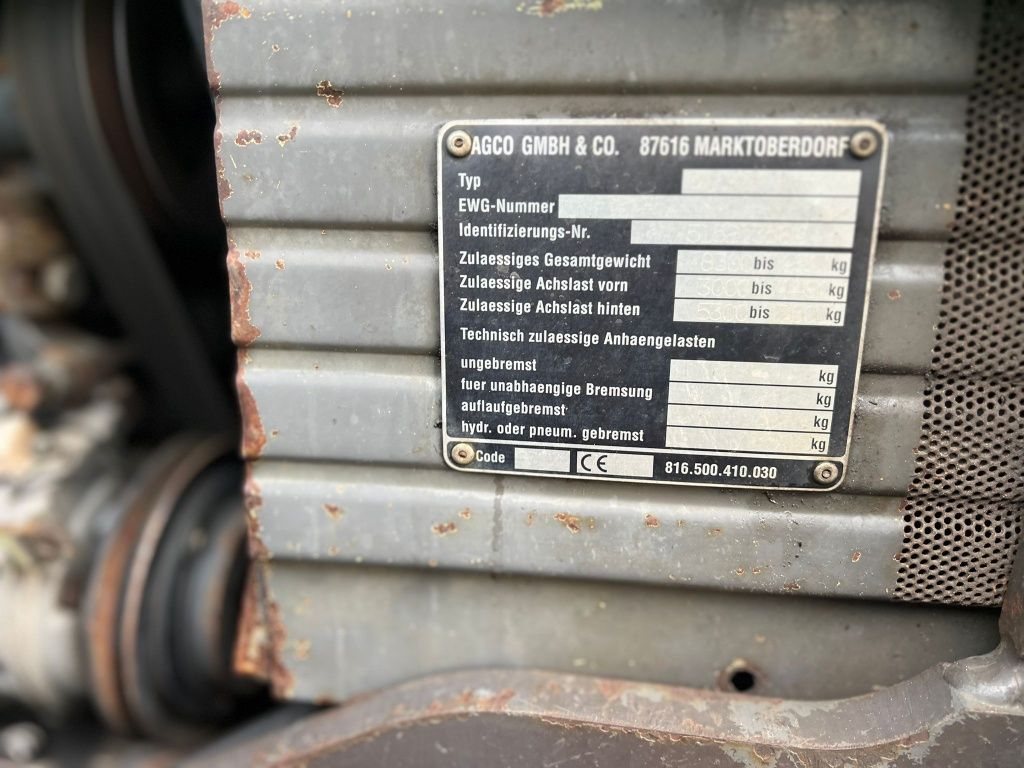 AGCO GMBH & CO. 87616 MARKTOBERDORF
Typ
EWG-Nummer
Identifizierungs-Nr.
Zulaessiges Gesamtgewicht bis kg
Zulaessige Achslast vorn bis kg
Zulaessige Achslast hinten 5300 bis kg
Technisch zulaessige Anhaengelasten
ungebremst kg
fuer unabhaengige Bremsung kg
auflaufgebremst kg
hydr. oder pneum. gebremst kg
Code CE 816.500.410.030